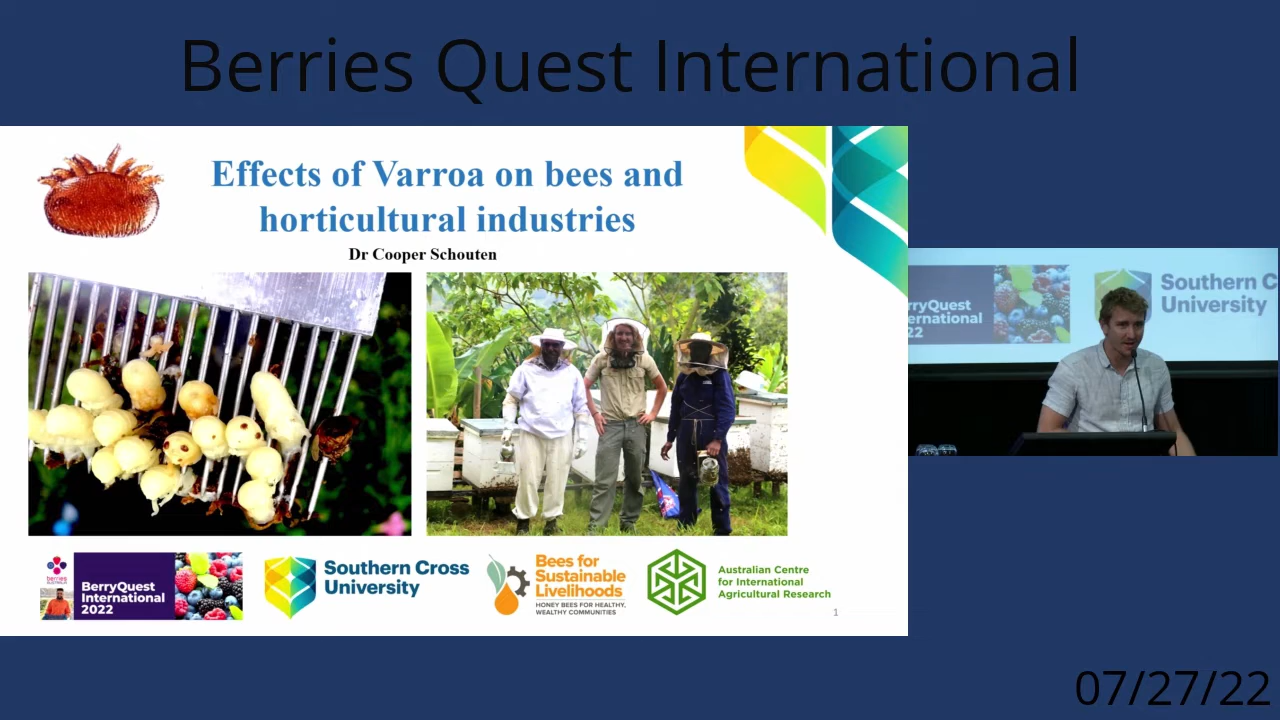 Berries Quest International
Effects of Varroa on bees and
horticultural industries
Dr Cooper Schouten
berries
BerryQuest
International
2022
Southern Cross
University
Bees for
Sustainable
Livelihoods
HONEY BEES FOR HEALTHY,
WEALTHY COMMUNITIES
Australian Centre
for International
Agricultural Research
1
rryQuest
ernational
22
Southern C
University
07/27/22